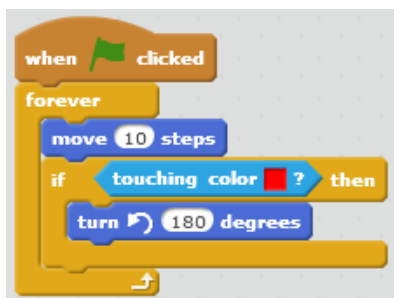 when clicked
forever
move 10 steps
if touching color ? then
turn 180 degrees